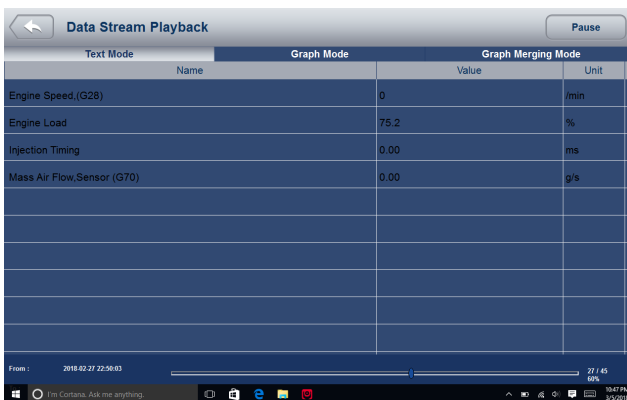 Data Stream Playback
Pause
Text Mode Graph Mode Graph Merging Mode
Name Value Unit
Engine Speed,(G28) 0 /min
Engine Load 75.2 %
Injection Timing 0.00 ms
Mass Air Flow,Sensor (G70) 0.00 g/s
From : 2018-02-27 22:50:03 27 / 45
60%
I'm Cortana. Ask me anything. 10:47 PM